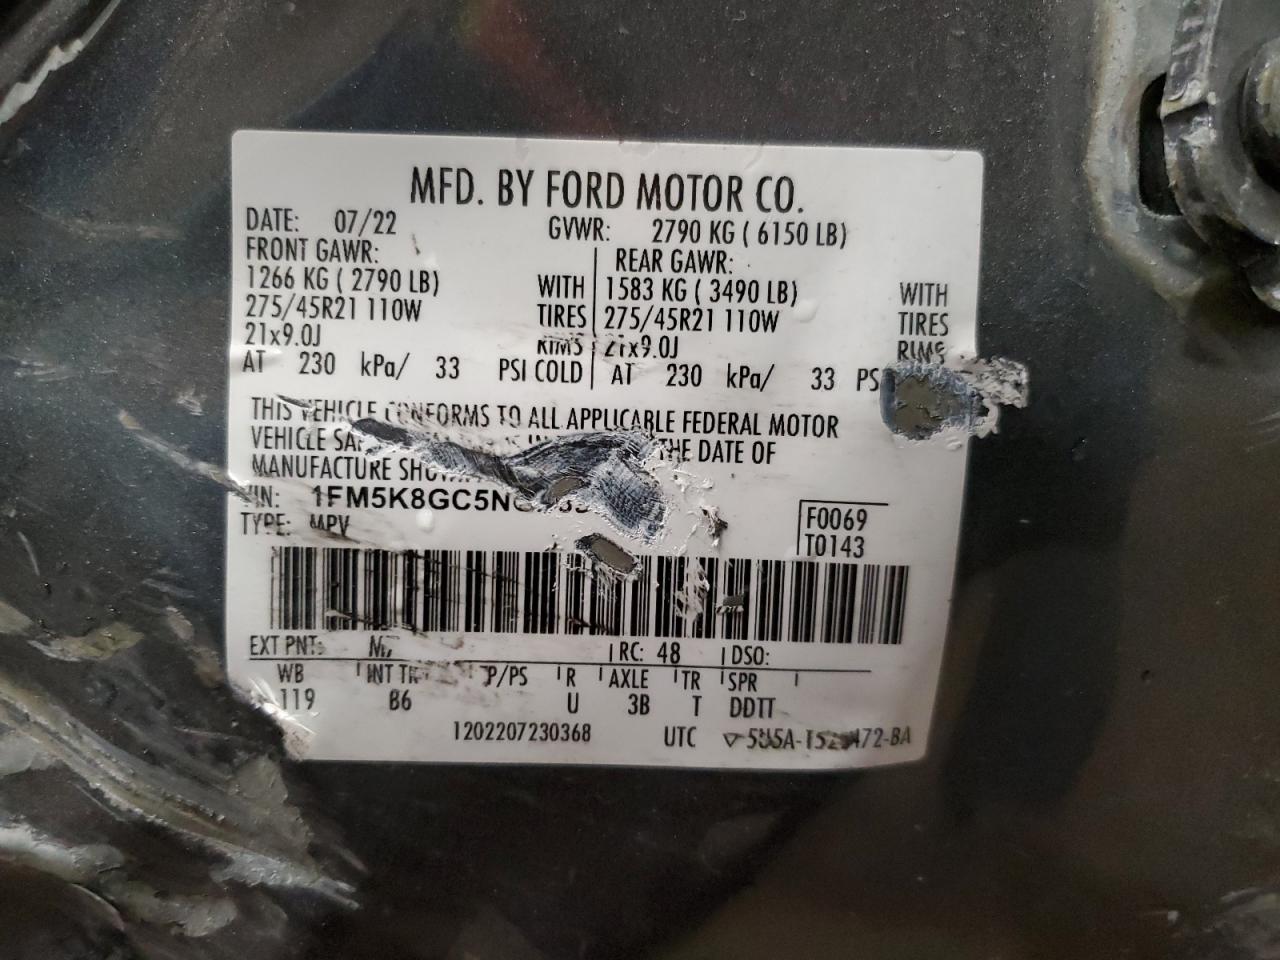 MFD. BY FORD MOTOR CO.
DATE: 07/22 GVWR: 2790 KG ( 6150 LB)
FRONT GAWR: REAR GAWR:
1266 KG ( 2790 LB) WITH 1583 KG ( 3490 LB) WITH
275/45R21 110W TIRES 275/45R21 110W TIRES
21x9.0J RIMS 21x9.0J RIMS
AT 230 kPa/ 33 PSI COLD AT 230 kPa/ 33
THIS VEHICLE CONFORMS TO ALL APPLICABLE FEDERAL MOTOR
VEHICLE THE DATE OF
MANUFACTURE
VIN:
TYPE: MPV
F0069
T0143
EXT PNT: RC: 48 DSO:
WB INT P/PS R AXLE TR SPR
119 B6 U 3B T DDTT
1202207230368 UTC